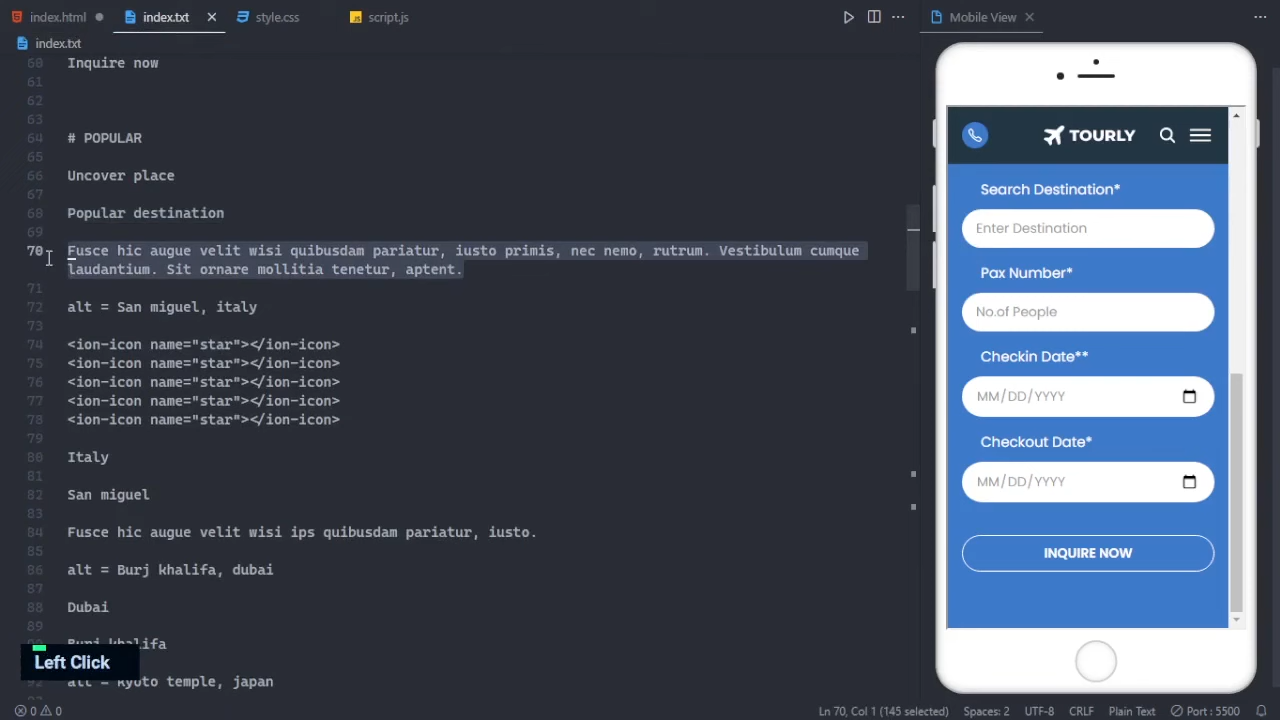 index.html
index.txt
style.css
script.js
Mobile View
index.txt
60 Inquire now
61
62
63
64 # POPULAR
65
66 Uncover place
67
68 Popular destination
69
70 Fusce hic augue velit wisi quibusdam pariatur, iusto primis, nec nemo, rutrum. Vestibulum cumque
laudantium. Sit ornare mollitia tenetur, aptent.
71
72 alt = San miguel, italy
73
74 <ion-icon name="star"></ion-icon>
75 <ion-icon name="star"></ion-icon>
76 <ion-icon name="star"></ion-icon>
77 <ion-icon name="star"></ion-icon>
78 <ion-icon name="star"></ion-icon>
79
80 Italy
81
82 San miguel
83
84 Fusce hic augue velit wisi ips quibusdam pariatur, iusto.
85
86 alt = Burj khalifa, dubai
87
88 Dubai
89
90 Burj khalifa
92 alt = Kyoto temple, japan
Left Click
TOURLY
Search Destination*
Enter Destination
Pax Number*
No.of People
Checkin Date**
MM/DD/YYYY
Checkout Date*
MM/DD/YYYY
INQUIRE NOW
0 0
Ln 70, Col 1 (145 selected)
Spaces: 2
UTF-8
CRLF
Plain Text
Port : 5500